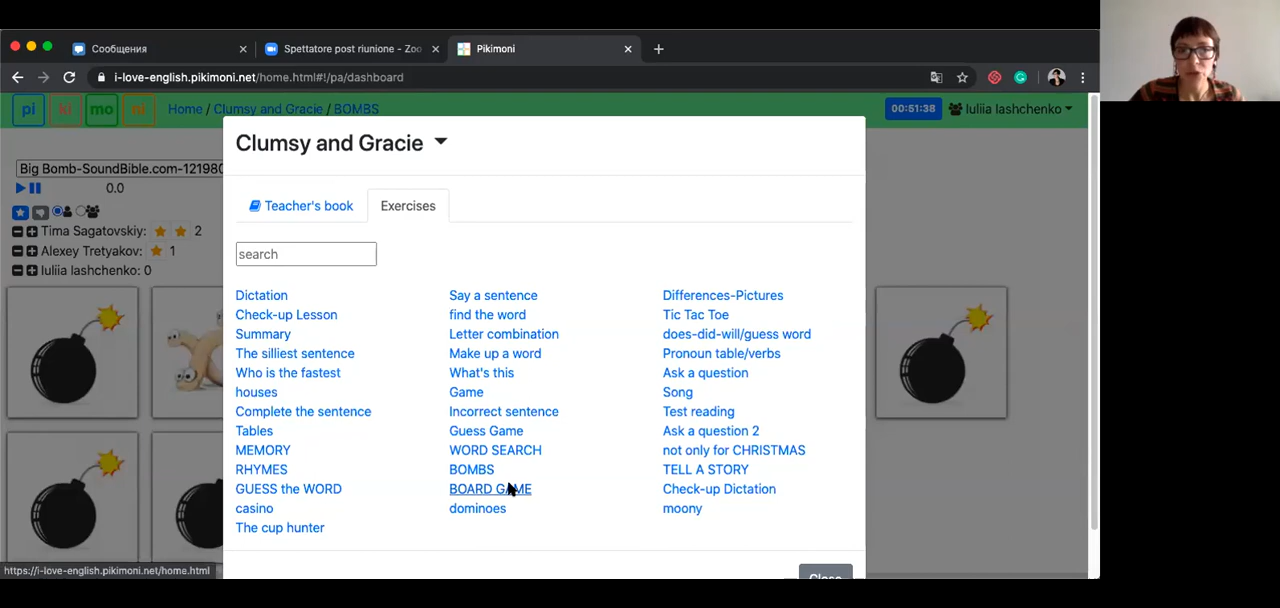 Сообщения
Spettatore post riunione - Zoo
Pikimoni
i-love-english.pikimoni.net/home.html#!/pa/dashboard
pi ki mo ni Home / Clumsy and Gracie / BOMBS 00:51:38 Iuliia Iashchenko
Clumsy and Gracie
Big Bomb-SoundBible.com-121980
0.0
Teacher's book Exercises
Tima Sagatovskiy: 2
Alexey Tretyakov: 1
Iuliia Iashchenko: 0
search
Dictation Say a sentence Differences-Pictures
Check-up Lesson find the word Tic Tac Toe
Summary Letter combination does-did-will/guess word
The silliest sentence Make up a word Pronoun table/verbs
Who is the fastest What's this Ask a question
houses Game Song
Complete the sentence Incorrect sentence Test reading
Tables Guess Game Ask a question 2
MEMORY WORD SEARCH not only for CHRISTMAS
RHYMES BOMBS TELL A STORY
GUESS the WORD BOARD GAME Check-up Dictation
casino dominoes moony
The cup hunter
https://i-love-english.pikimoni.net/home.html
Close